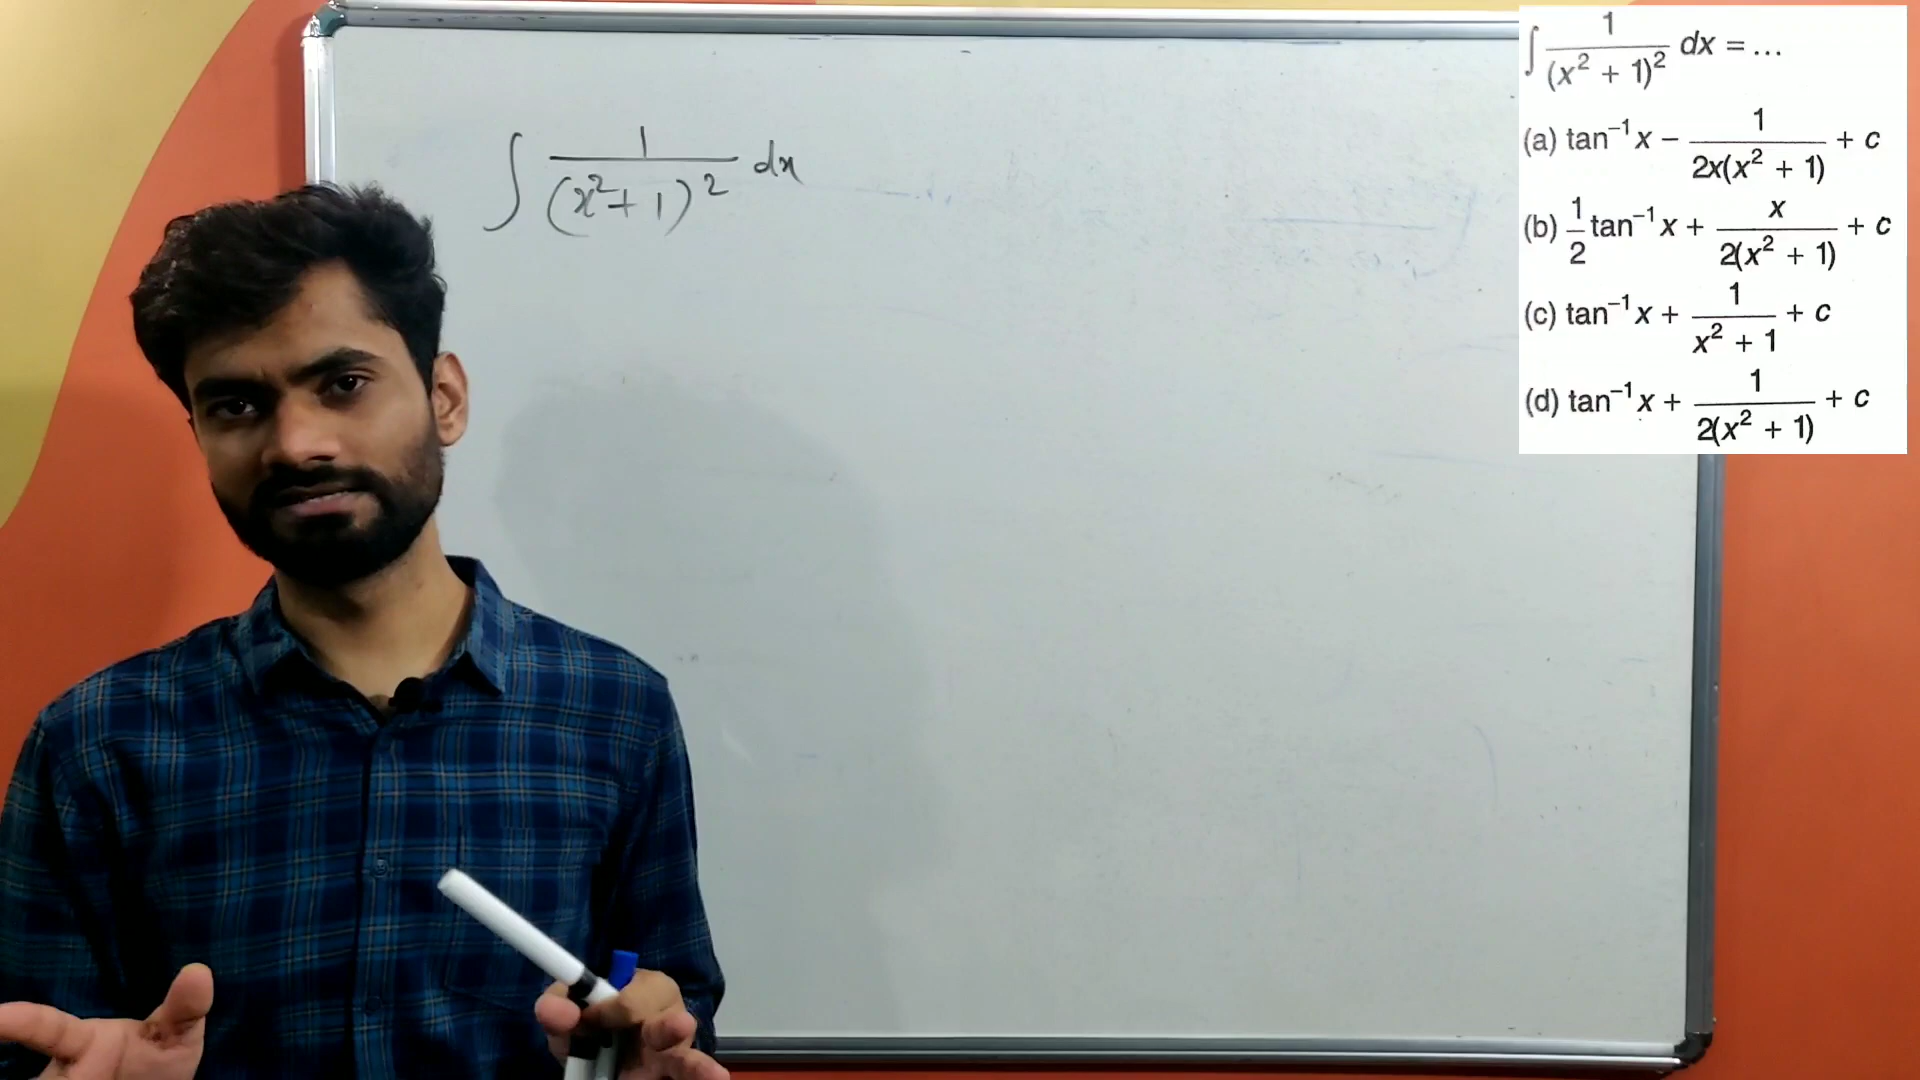 ∫ 1/(x² + 1)² dx
∫ 1/(x² + 1)² dx = ...
(a) tan⁻¹x − 1/(2x(x² + 1)) + c
(b) 1/2 tan⁻¹x + x/(2(x² + 1)) + c
(c) tan⁻¹x + 1/(x² + 1) + c
(d) tan⁻¹x + 1/(2(x² + 1)) + c